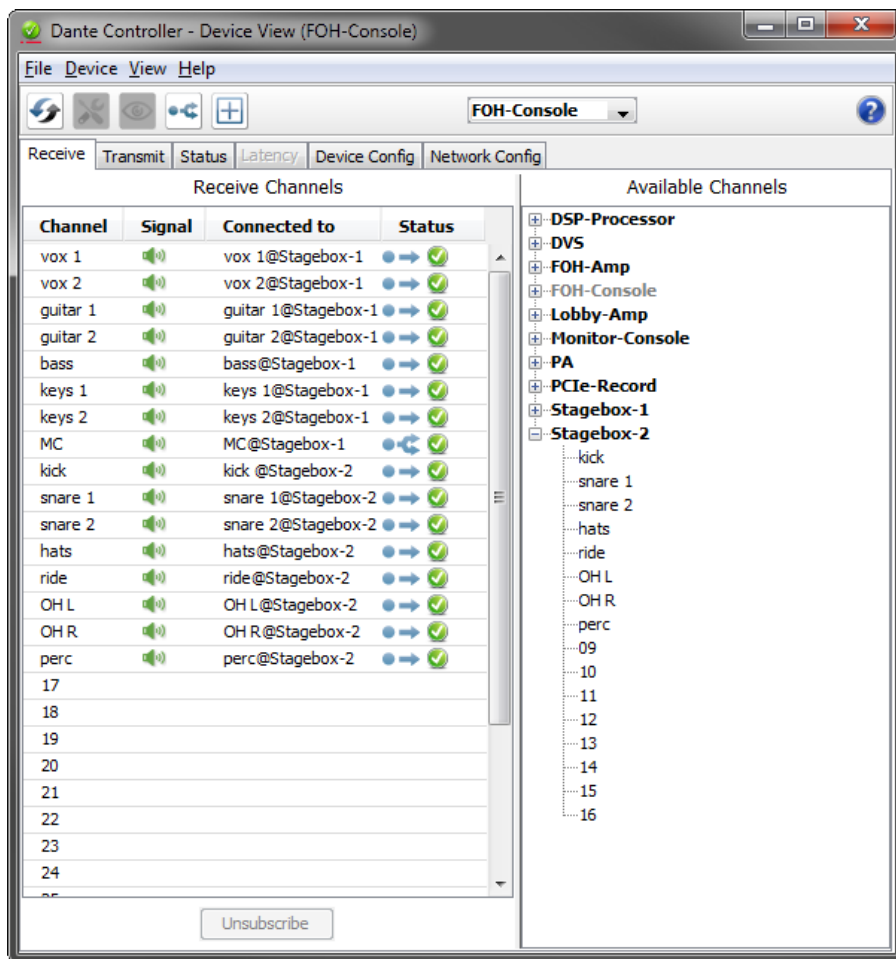 Dante Controller - Device View (FOH-Console)
File Device View Help
FOH-Console
Receive Transmit Status Latency Device Config Network Config
Receive Channels
Channel Signal Connected to Status
vox 1 vox 1@Stagebox-1
vox 2 vox 2@Stagebox-1
guitar 1 guitar 1@Stagebox-1
guitar 2 guitar 2@Stagebox-1
bass bass@Stagebox-1
keys 1 keys 1@Stagebox-1
keys 2 keys 2@Stagebox-1
MC MC@Stagebox-1
kick kick @Stagebox-2
snare 1 snare 1@Stagebox-2
snare 2 snare 2@Stagebox-2
hats hats@Stagebox-2
ride ride@Stagebox-2
OH L OH L@Stagebox-2
OH R OH R@Stagebox-2
perc perc@Stagebox-2
17
18
19
20
21
22
23
24
Unsubscribe
Available Channels
DSP-Processor
DVS
FOH-Amp
FOH-Console
Lobby-Amp
Monitor-Console
PA
PCIe-Record
Stagebox-1
Stagebox-2
kick
snare 1
snare 2
hats
ride
OH L
OH R
perc
09
10
11
12
13
14
15
16